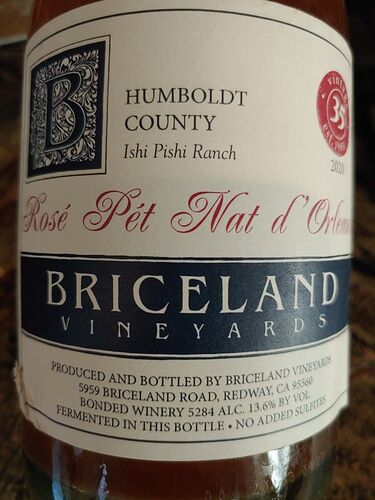 B
HUMBOLDT
COUNTY
Ishi Pishi Ranch
35
2020
Rosé Pét Nat d'Orleans
BRICELAND
VINEYARDS
PRODUCED AND BOTTLED BY BRICELAND VINEYARDS
5959 BRICELAND ROAD, REDWAY, CA 95560
BONDED WINERY 5284 ALC. 13.6% BY VOL.
FERMENTED IN THIS BOTTLE • NO ADDED SULFITES